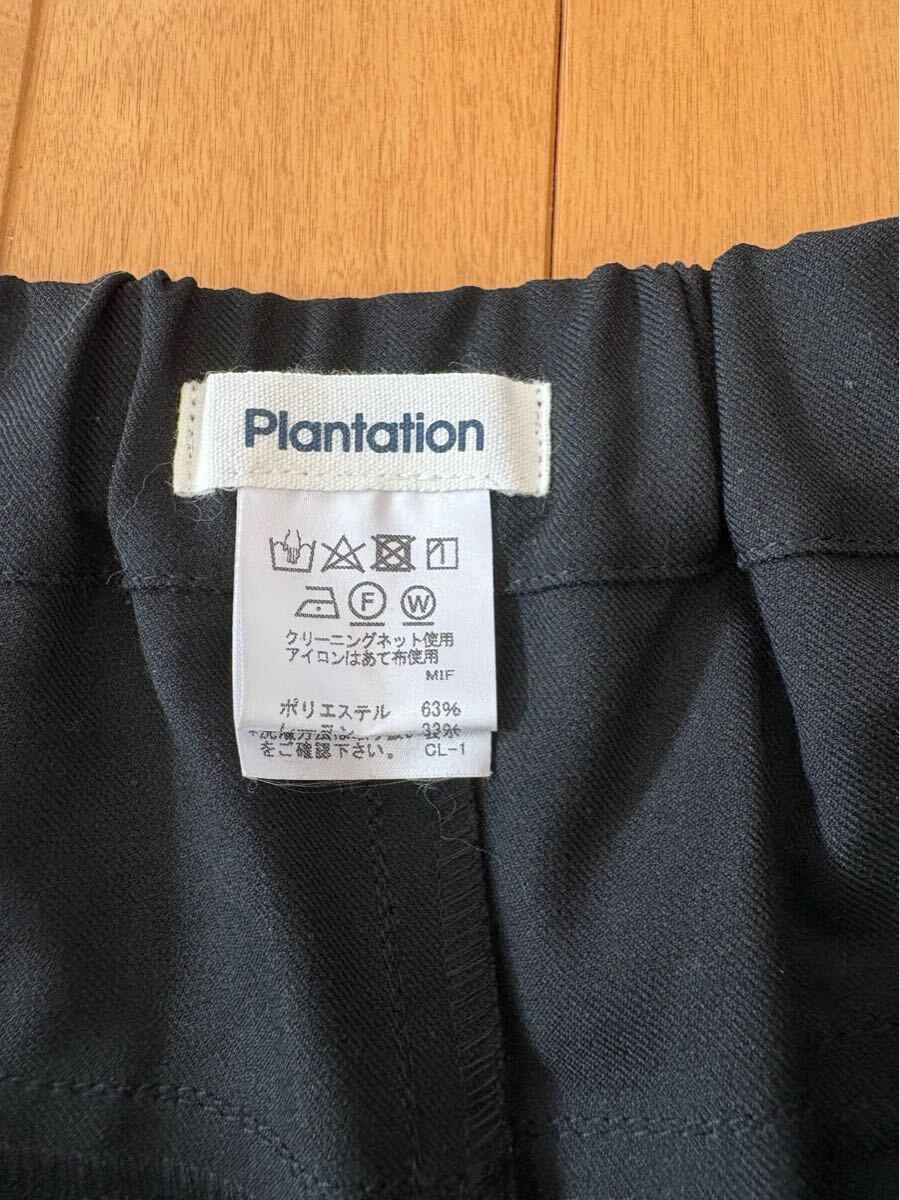 Plantation
F W
クリーニングネット使用
アイロンはあて布使用
MIF
ポリエステル 63%
をご確認下さい。 CL-1